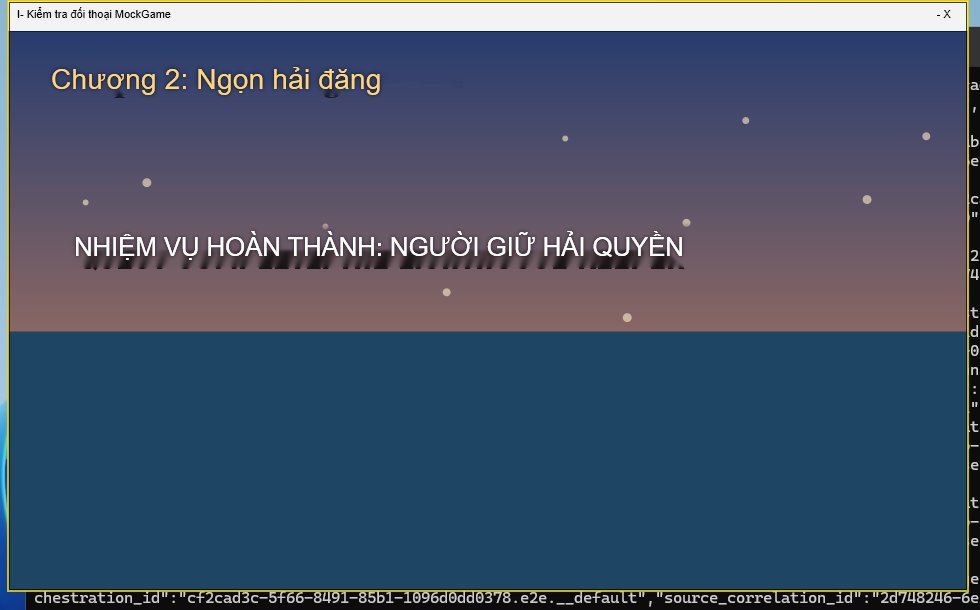 I- Kiểm tra đối thoại MockGame
- X
Chương 2: Ngọn hải đăng
NHIỆM VỤ HOÀN THÀNH: NGƯỜI GIỮ HẢI QUYỀN
chestration_id":"cf2cad3c-5f66-8491-85b1-1096d0dd0378.e2e.__default","source_correlation_id":"2d748246-6